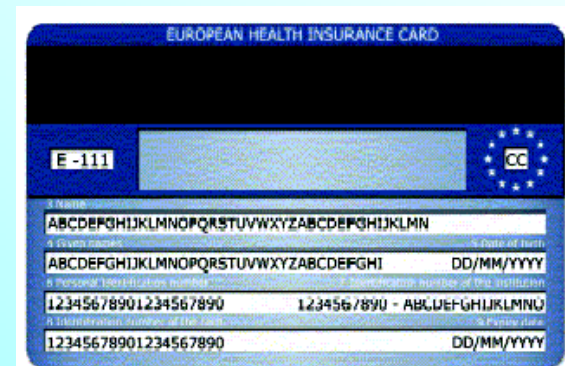 EUROPEAN HEALTH INSURANCE CARD
E -111
CC
3 Name
ABCDEFGHIJKLMNOPQRSTUVWXYZABCDEFGHIJKLMN
4 Given names 5 Date of birth
ABCDEFGHIJKLMNOPQRSTUVWXYZABCDEFGHI DD/MM/YYYY
6 Personal identification number 7 Identification number of the institution
12345678901234567890 1234567890 - ABCDEFGHIJKLMNO
8 Identification number of the card 9 Expiry date
12345678901234567890 DD/MM/YYYY